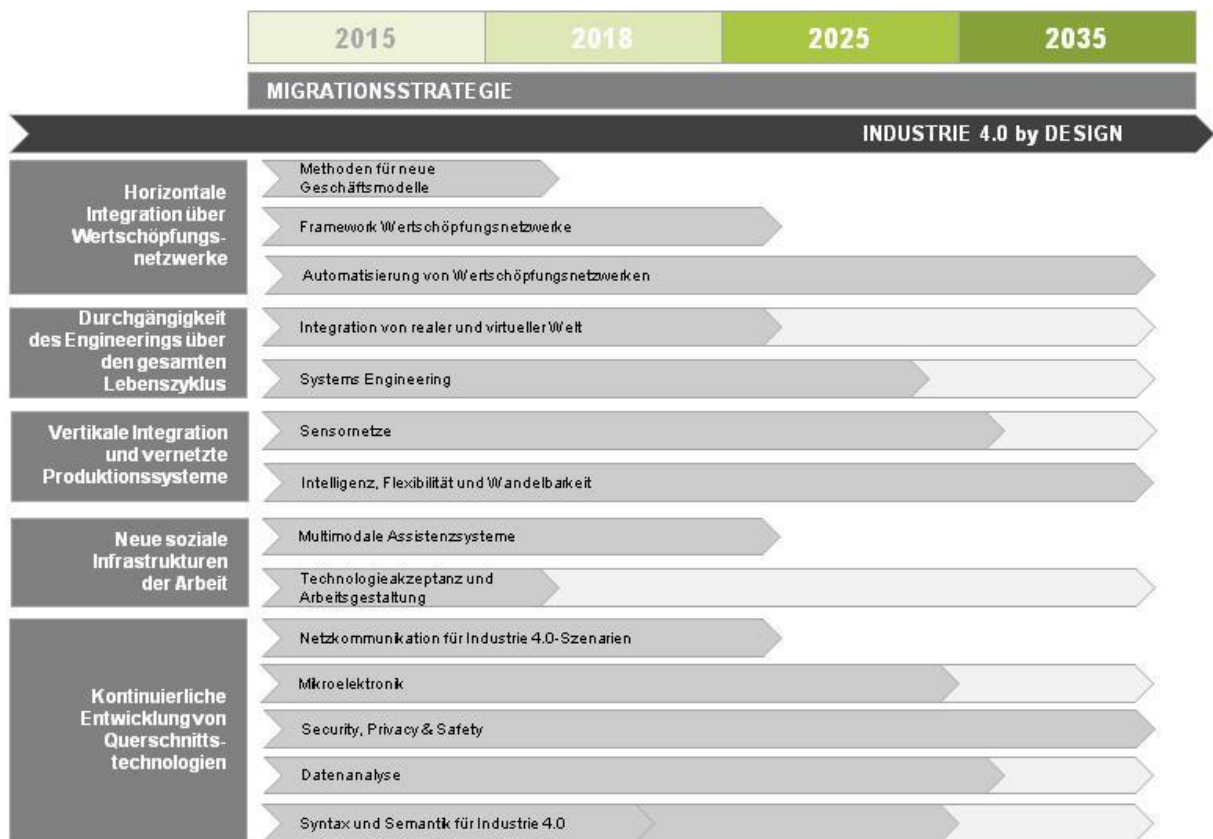 2015 2018 2025 2035
MIGRATIONSSTRATEGIE
INDUSTRIE 4.0 by DESIGN
Horizontale
Integration über
Wertschöpfungs-
netzwerke
Methoden für neue
Geschäftsmodelle
Framework Wertschöpfungsnetzwerke
Automatisierung von Wertschöpfungsnetzwerken
Durchgängigkeit
des Engineerings über
den gesamten
Lebenszyklus
Integration von realer und virtueller Welt
Systems Engineering
Vertikale Integration
und vernetzte
Produktionssysteme
Sensornetze
Intelligenz, Flexibilität und Wandelbarkeit
Neue soziale
Infrastrukturen
der Arbeit
Multimodale Assistenzsysteme
Technologieakzeptanz und
Arbeitsgestaltung
Kontinuierliche
Entwicklung von
Querschnitts-
technologien
Netzkommunikation für Industrie 4.0-Szenarien
Mikroelektronik
Security, Privacy & Safety
Datenanalyse
Syntax und Semantik für Industrie 4.0